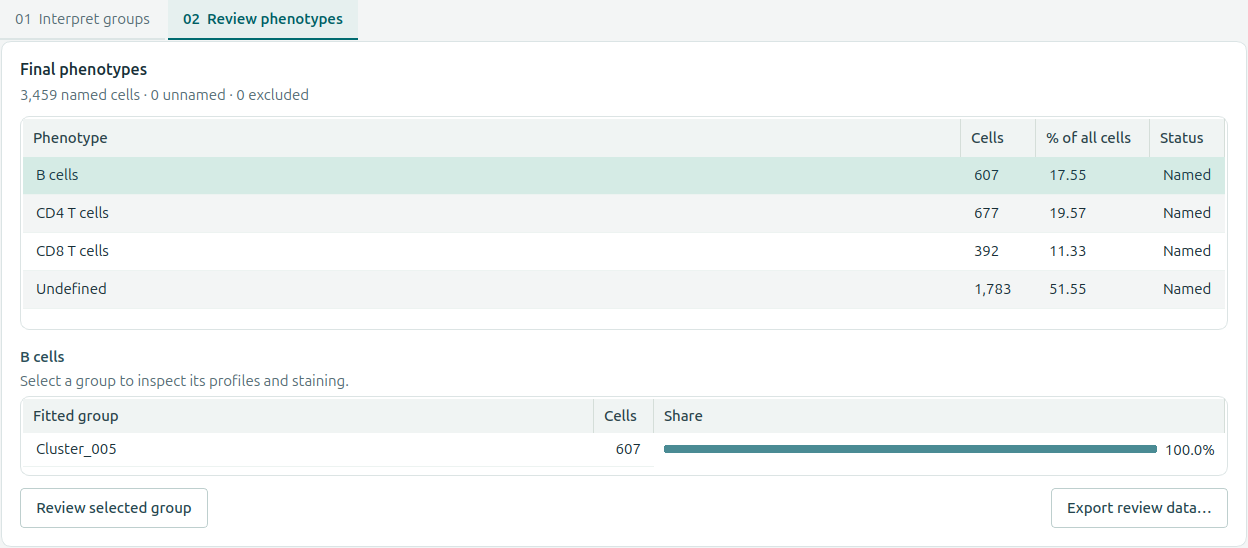 01 Interpret groups 02 Review phenotypes
Final phenotypes
3,459 named cells · 0 unnamed · 0 excluded
Phenotype Cells % of all cells Status
B cells 607 17.55 Named
CD4 T cells 677 19.57 Named
CD8 T cells 392 11.33 Named
Undefined 1,783 51.55 Named
B cells
Select a group to inspect its profiles and staining.
Fitted group Cells Share
Cluster_005 607 100.0%
Review selected group Export review data...